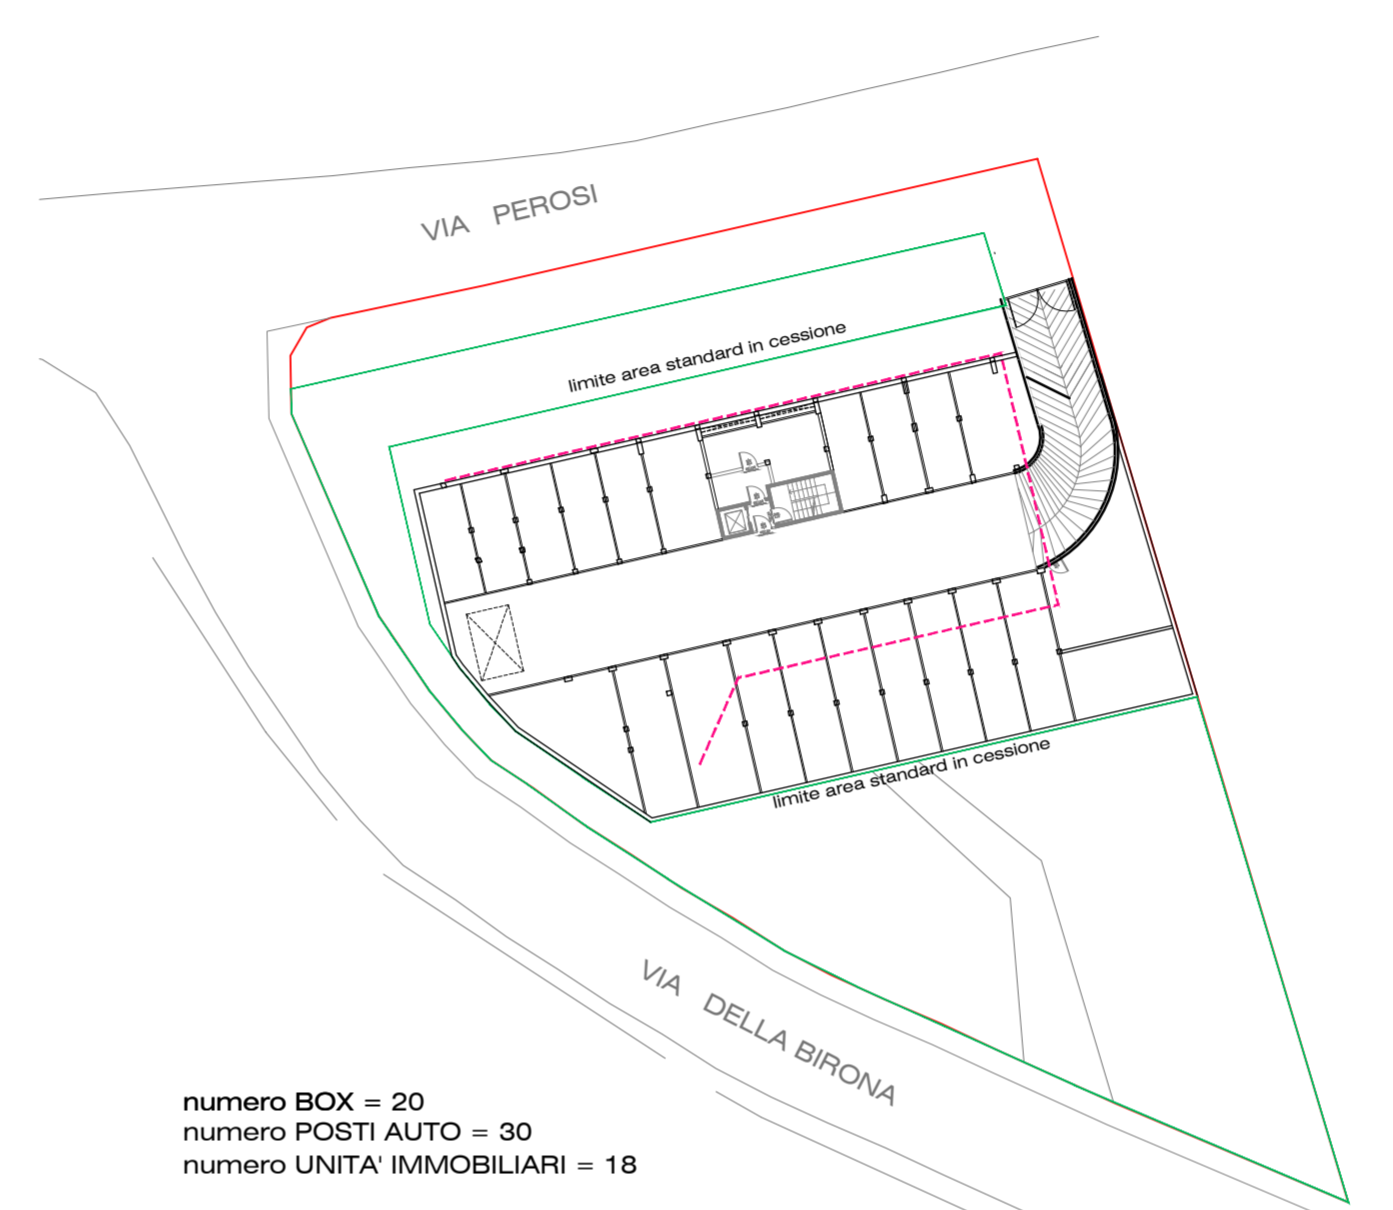 VIA PEROSI
limite area standard in cessione
limite area standard in cessione
VIA DELLA BIRONA
numero BOX = 20
numero POSTI AUTO = 30
numero UNITA' IMMOBILIARI = 18